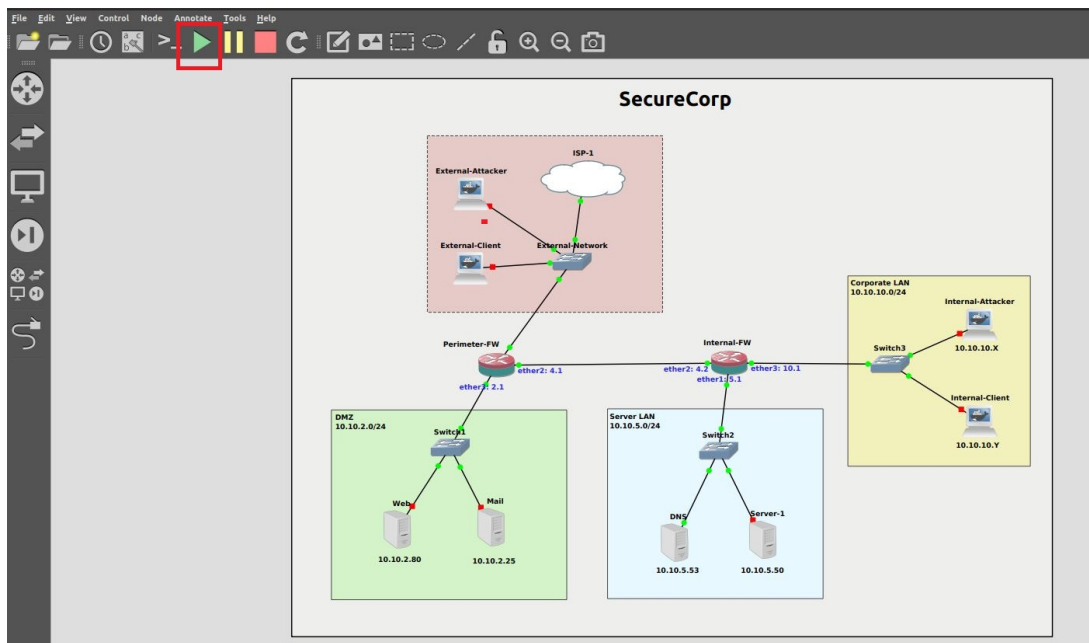 File Edit View Control Node Annotate Tools Help
SecureCorp
ISP-1
External-Attacker
External-Client
External-Network
Corporate LAN
10.10.10.0/24
Internal-Attacker
10.10.10.X
Switch3
Internal-Client
10.10.10.Y
Perimeter-FW
ether2: 4.1
ether3: 2.1
Internal-FW
ether2: 4.2
ether3: 10.1
ether1: 5.1
DMZ
10.10.2.0/24
Switch1
Web
Mail
10.10.2.80
10.10.2.25
Server LAN
10.10.5.0/24
Switch2
DNS
Server-1
10.10.5.53
10.10.5.50